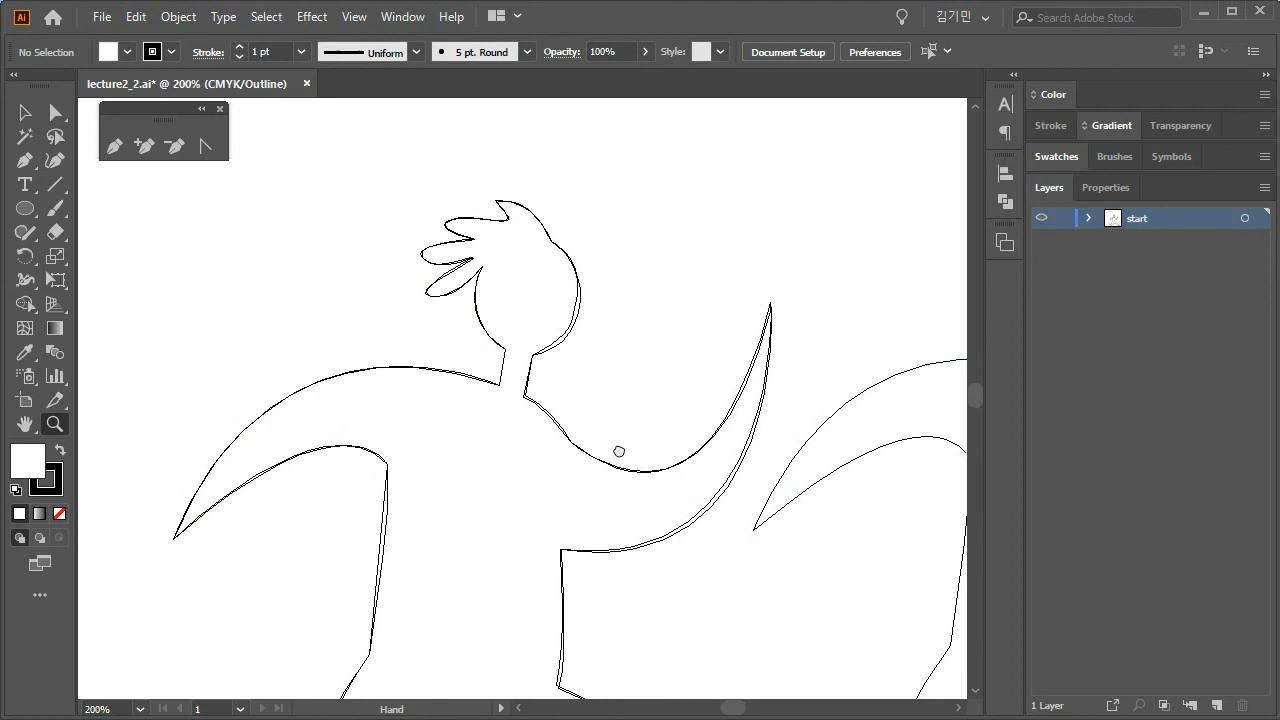 Ai File Edit Object Type Select Effect View Window Help 김기민 Search Adobe Stock
No Selection Stroke: 1 pt Uniform 5 pt. Round Opacity: 100% Style: Document Setup Preferences
lecture2_2.ai* @ 200% (CMYK/Outline)
Color
Stroke Gradient Transparency
Swatches Brushes Symbols
Layers Properties
start
200% 1 Hand 1 Layer